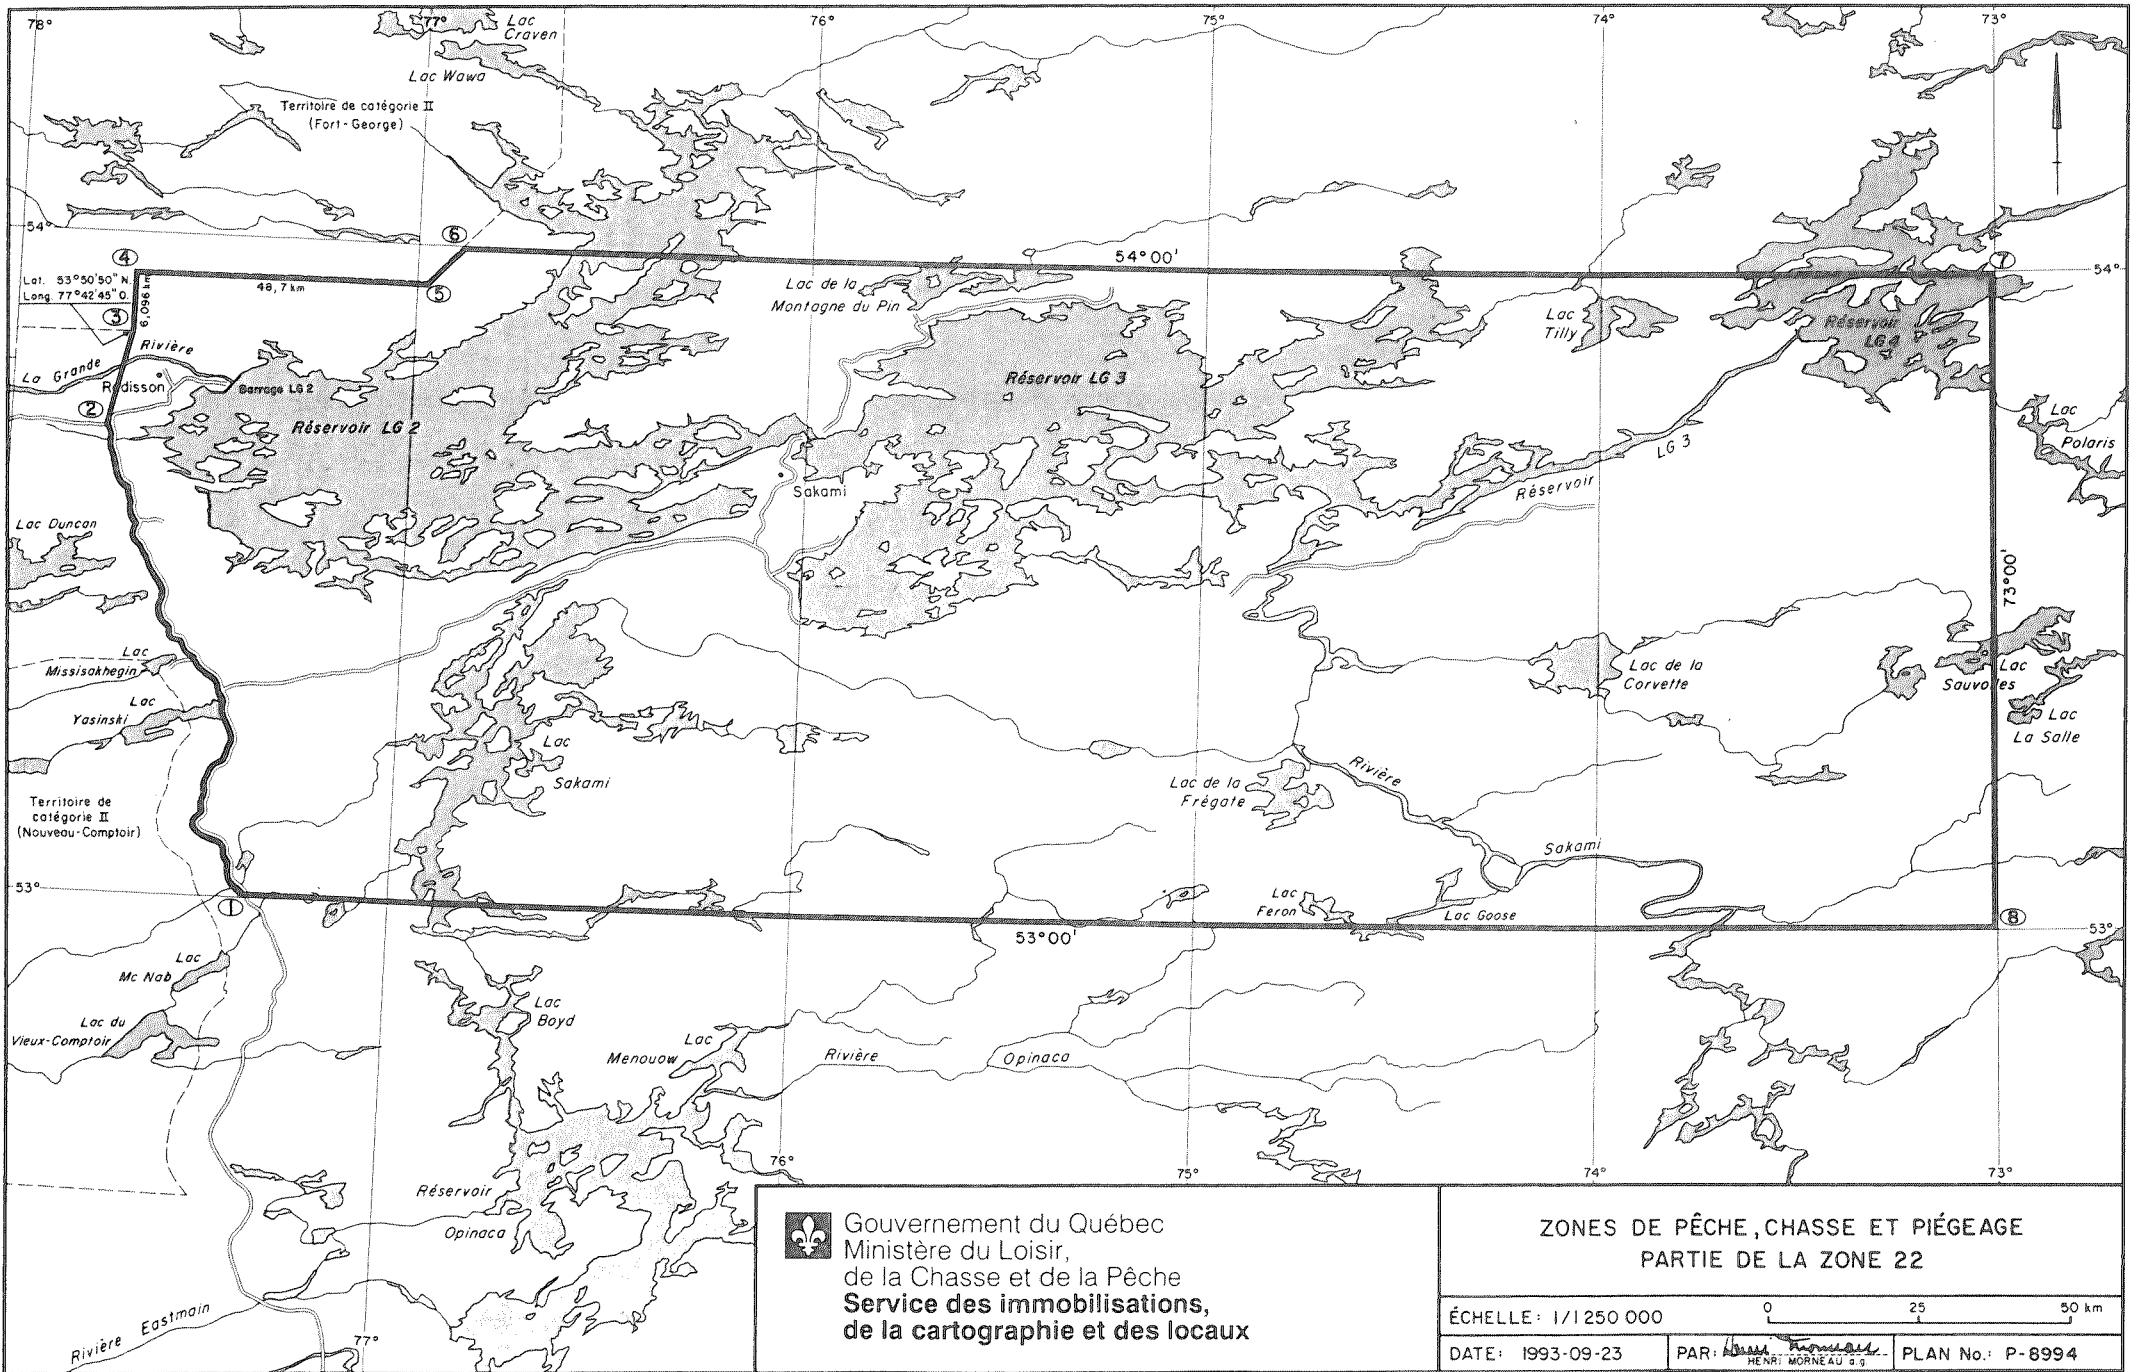 78°
77°
76°
75°
74°
73°
Lac
Craven
Lac Wawa
Territoire de catégorie II
(Fort-George)
54°
6
4
54°00'
7
54°
Lat. 53°50'50" N.
Long. 77°42'45" O.
6,096 km
48,7 km
5
Lac de la
Montagne du Pin
3
Lac
Tilly
Réservoir
LG 4
Rivière
La Grande
Radisson
Barrage LG 2
2
Réservoir LG 3
Réservoir LG 2
Lac
Polaris
LG 3
Sakami
Réservoir
Lac Duncan
73°00'
Lac
Missisakhegin
Lac de la
Corvette
Lac
Sauvolles
Lac
Yasinski
Lac
La Salle
Lac
Sakami
Rivière
Lac de la
Frégate
Territoire de
catégorie II
(Nouveau-Comptoir)
Sakami
53°
1
Lac
Feron
Lac Goose
8
53°00'
53°
Lac
Mc Nab
Lac
Boyd
Lac du
Vieux-Comptoir
Lac
Menouow
Rivière
Opinaca
76°
75°
74°
73°
Réservoir
Opinaca
Rivière Eastmain
77°
Gouvernement du Québec
Ministère du Loisir,
de la Chasse et de la Pêche
Service des immobilisations,
de la cartographie et des locaux
ZONES DE PÊCHE, CHASSE ET PIÉGEAGE
PARTIE DE LA ZONE 22
ÉCHELLE: 1/1 250 000
0 25 50 km
DATE: 1993-09-23
PAR: Henri Morneau
HENRI MORNEAU a.g.
PLAN No.: P-8994